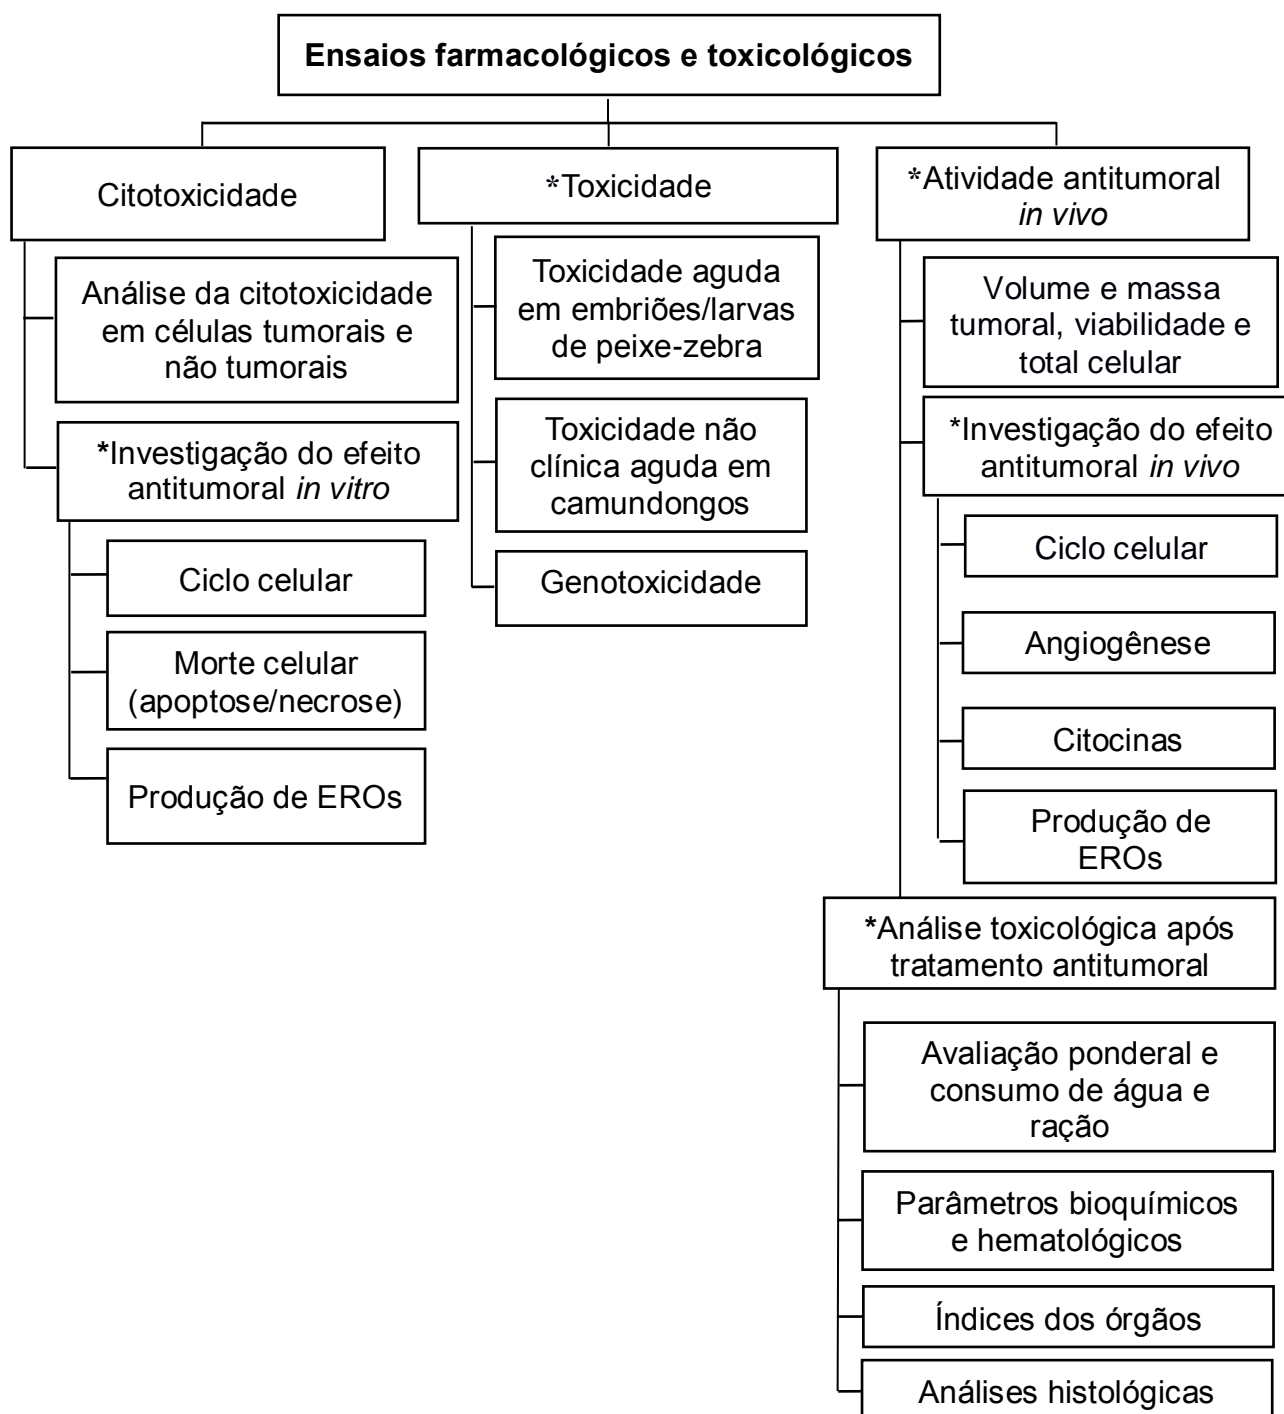 Ensaios farmacológicos e toxicológicos
Citotoxicidade
Análise da citotoxicidade
em células tumorais e
não tumorais
*Investigação do efeito
antitumoral in vitro
Ciclo celular
Morte celular
(apoptose/necrose)
Produção de EROs
*Toxicidade
Toxicidade aguda
em embriões/larvas
de peixe-zebra
Toxicidade não
clínica aguda em
camundongos
Genotoxicidade
*Atividade antitumoral
in vivo
Volume e massa
tumoral, viabilidade e
total celular
*Investigação do efeito
antitumoral in vivo
Ciclo celular
Angiogênese
Citocinas
Produção de
EROs
*Análise toxicológica após
tratamento antitumoral
Avaliação ponderal e
consumo de água e
ração
Parâmetros bioquímicos
e hematológicos
Índices dos órgãos
Análises histológicas